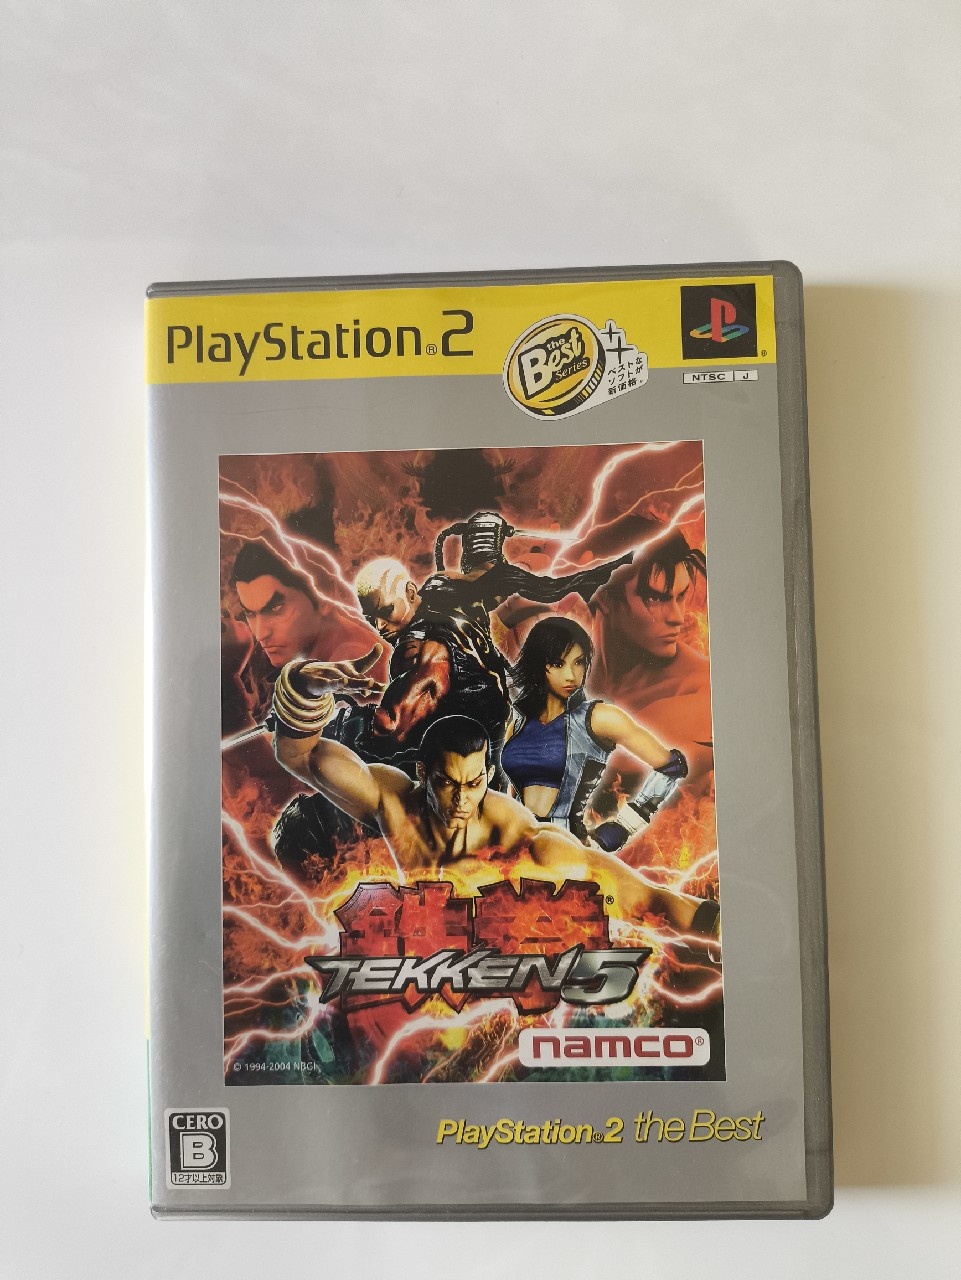 PlayStation®2
the
Best
Series
ベストな
ソフトが
新価格。
®
NTSC J
鉄拳®
TEKKEN5
namco®
© 1994-2004 NBGI
PlayStation®2 the Best
CERO
B
12才以上対象